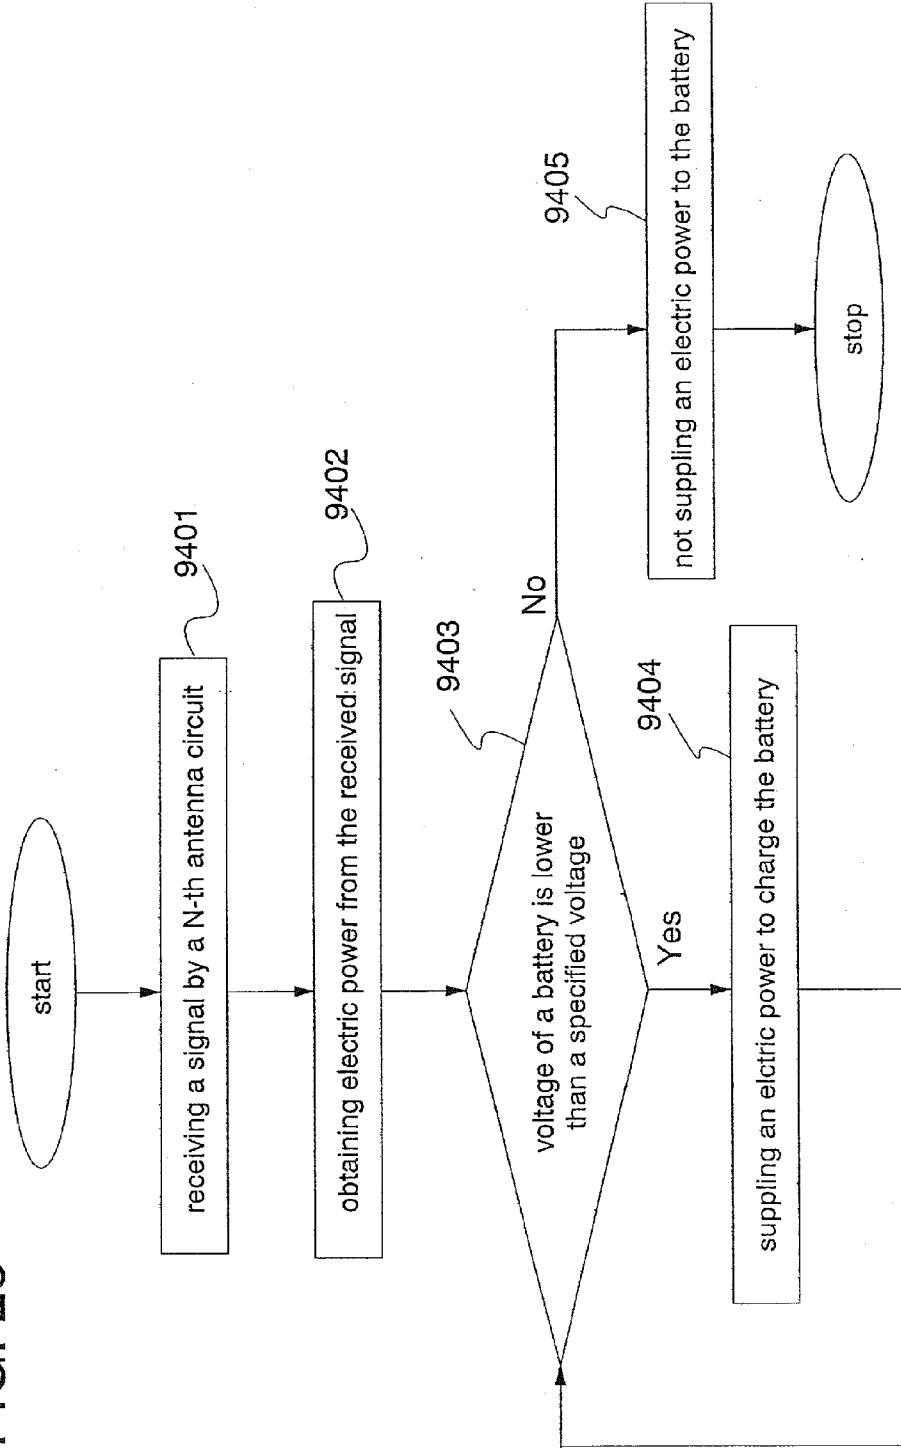 start
9401
receiving a signal by a N-th antenna circuit
9402
obtaining electric power from the received signal
9403
voltage of a battery is lower
than a specified voltage
No
Yes
9404
suppling an elctric power to charge the battery
9405
not suppling an electric power to the battery
stop